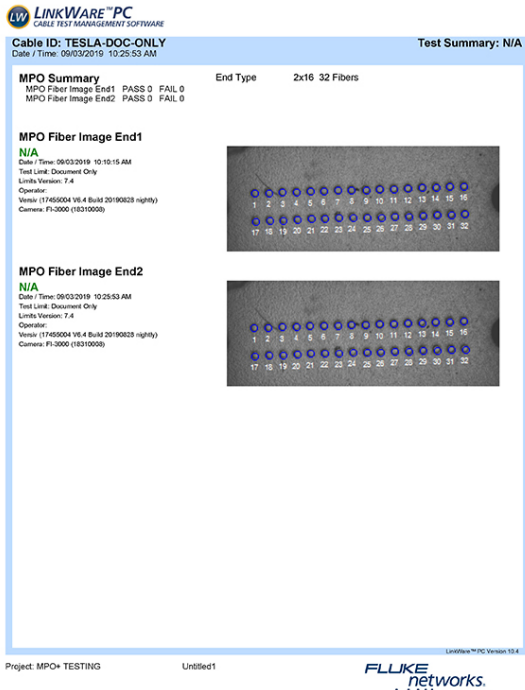 LW LINKWARE™PC
CABLE TEST MANAGEMENT SOFTWARE
Cable ID: TESLA-DOC-ONLY Test Summary: N/A
Date / Time: 09/03/2019 10:25:53 AM
MPO Summary End Type 2x16 32 Fibers
MPO Fiber Image End1 PASS 0 FAIL 0
MPO Fiber Image End2 PASS 0 FAIL 0
MPO Fiber Image End1
N/A
Date / Time: 09/03/2019 10:10:15 AM
Test Limit: Document Only
Limits Version: 7.4
Operator:
Versiv (17455004 V6.4 Build 20190828 nightly)
Camera: FI-3000 (18310008)
1 2 3 4 5 6 7 8 9 10 11 12 13 14 15 16
17 18 19 20 21 22 23 24 25 26 27 28 29 30 31 32
MPO Fiber Image End2
N/A
Date / Time: 09/03/2019 10:25:53 AM
Test Limit: Document Only
Limits Version: 7.4
Operator:
Versiv (17455004 V6.4 Build 20190828 nightly)
Camera: FI-3000 (18310008)
1 2 3 4 5 6 7 8 9 10 11 12 13 14 15 16
17 18 19 20 21 22 23 24 25 26 27 28 29 30 31 32
LinkWare™ PC Version 10.4
Project: MPO+ TESTING Untitled1
FLUKE
networks.